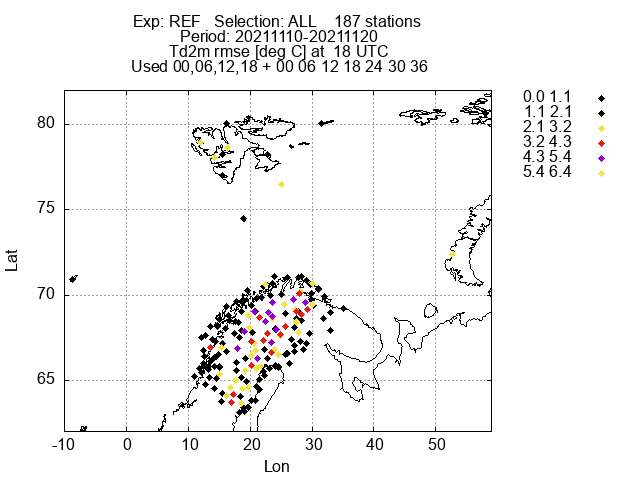 Exp: REF Selection: ALL 187 stations
Period: 20211110-20211120
Td2m rmse [deg C] at 18 UTC
Used 00,06,12,18 + 00 06 12 18 24 30 36
0.0 1.1
1.1 2.1
2.1 3.2
3.2 4.3
4.3 5.4
5.4 6.4
80
75
70
65
Lat
-10 0 10 20 30 40 50
Lon